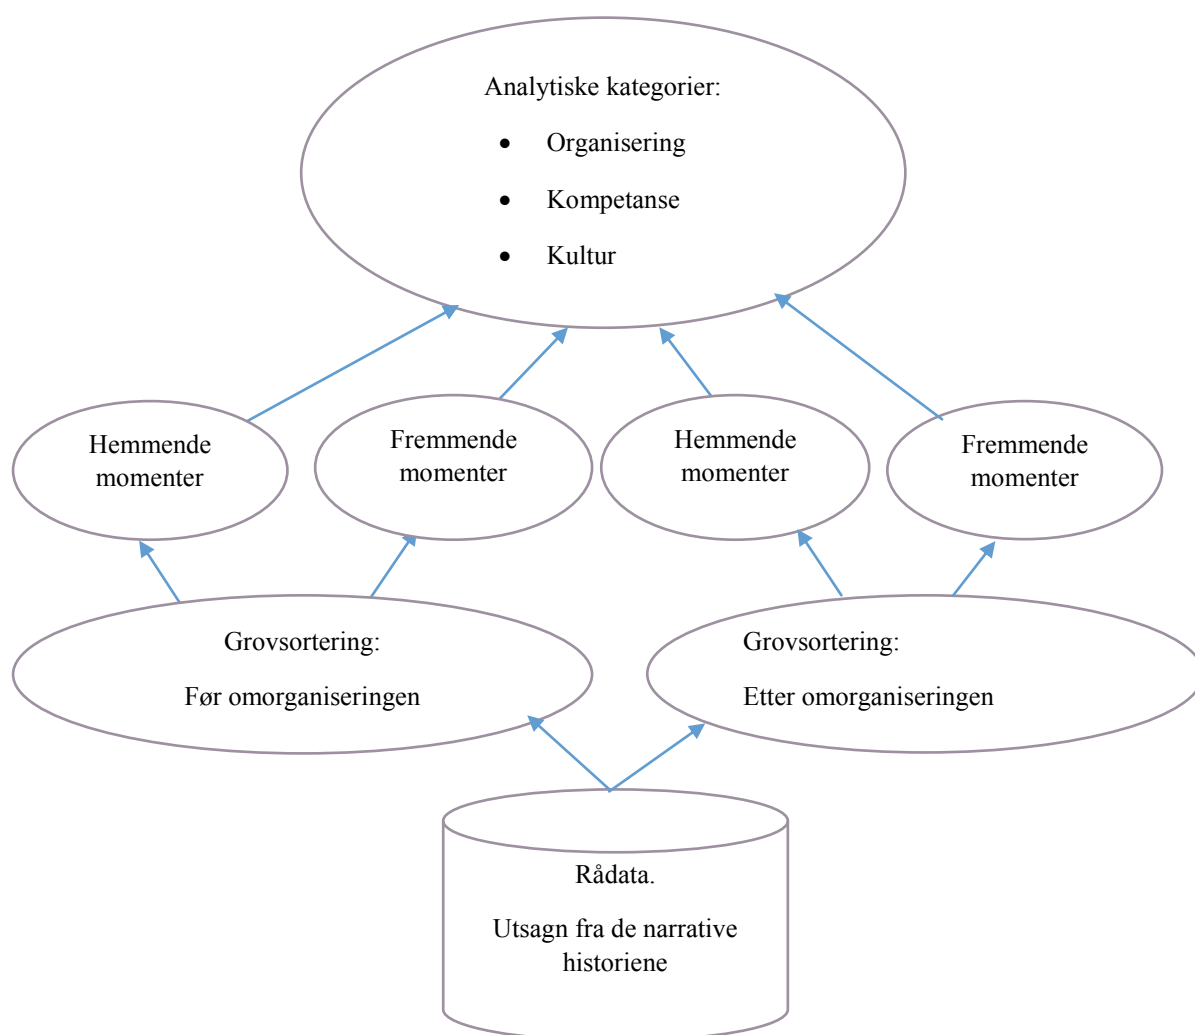 Analytiske kategorier:
• Organisering
• Kompetanse
• Kultur
Hemmende
momenter
Fremmende
momenter
Hemmende
momenter
Fremmende
momenter
Grovsortering:
Før omorganiseringen
Grovsortering:
Etter omorganiseringen
Rådata.
Utsagn fra de narrative
historiene